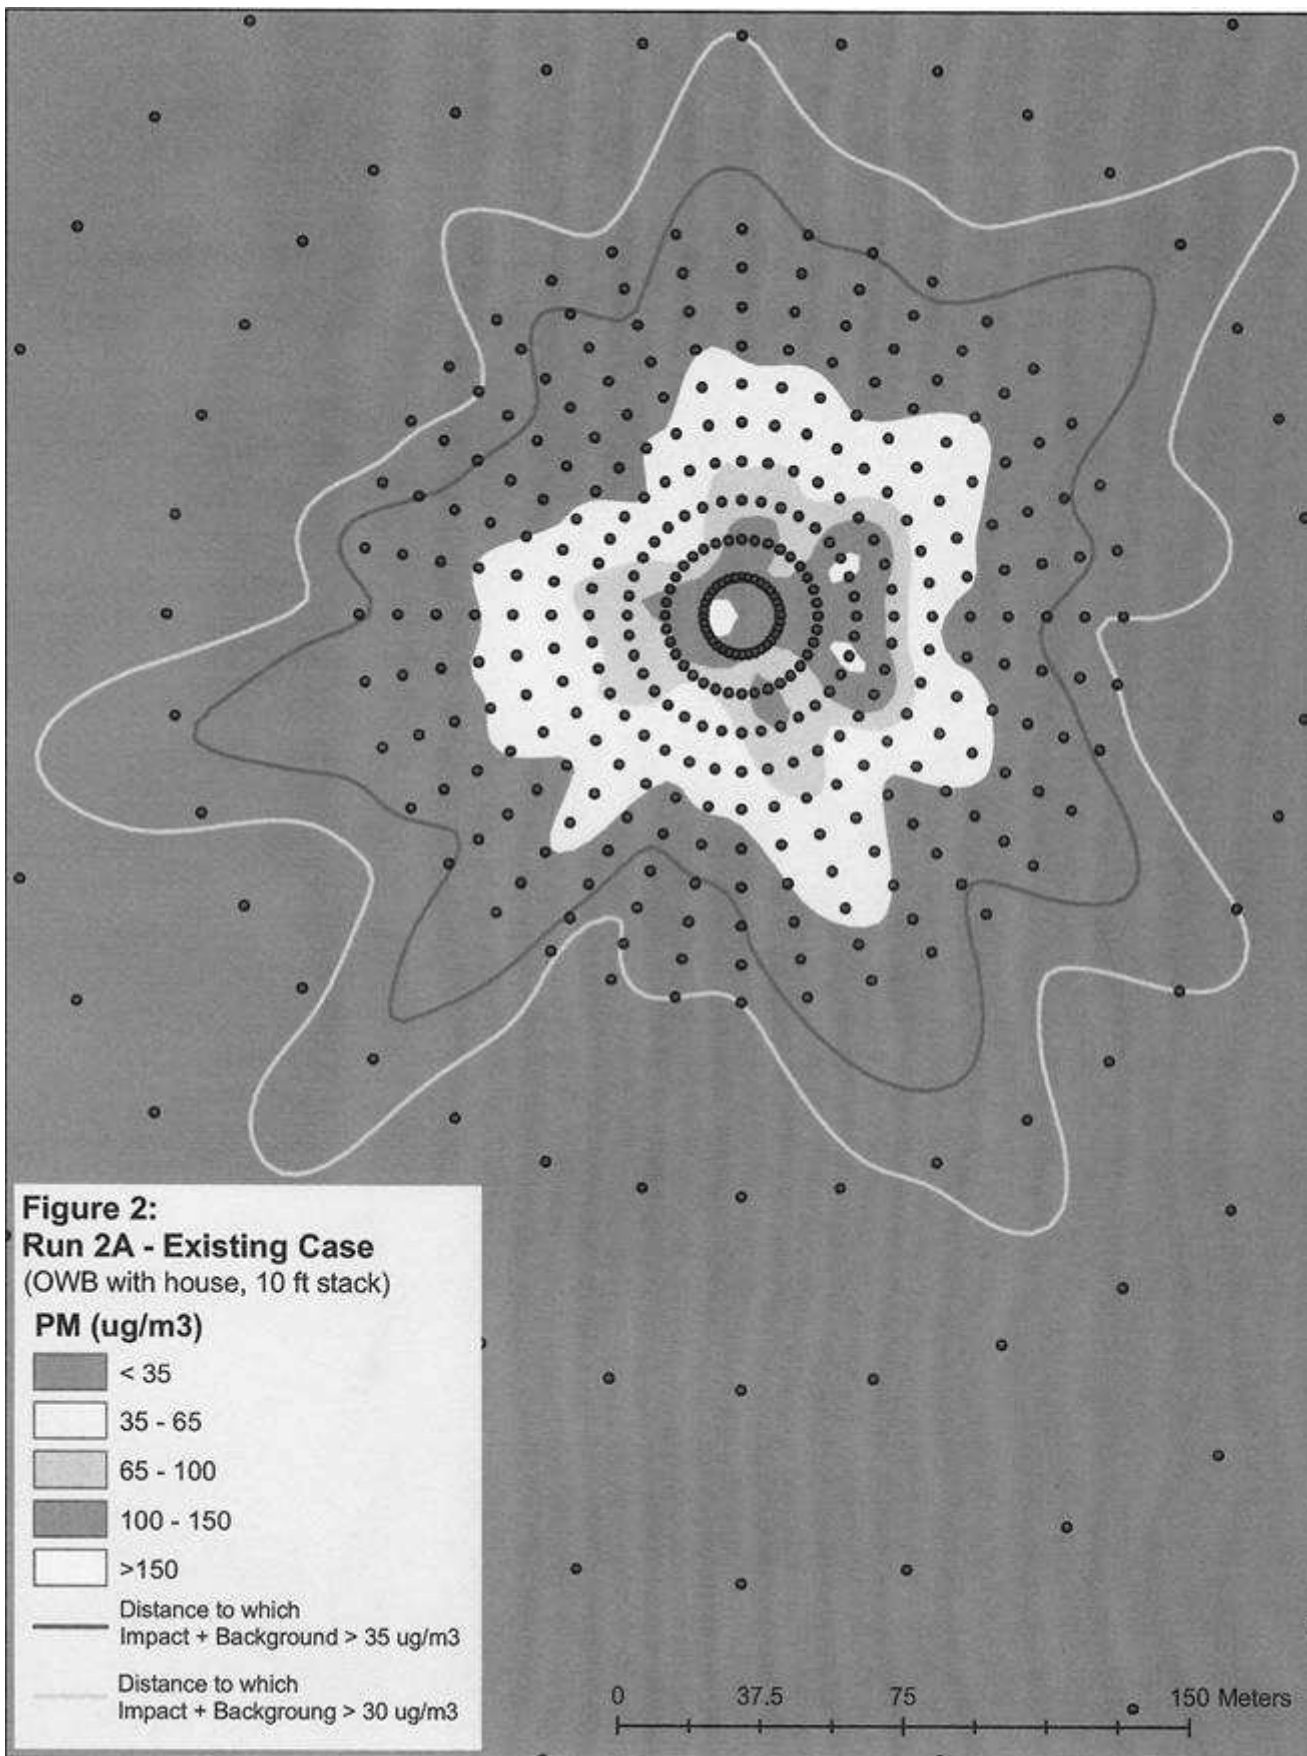 Figure 2:
Run 2A - Existing Case
(OWB with house, 10 ft stack)
PM (ug/m3)
< 35
35 - 65
65 - 100
100 - 150
>150
Distance to which
Impact + Background > 35 ug/m3
Distance to which
Impact + Backgroung > 30 ug/m3
0 37.5 75 150 Meters